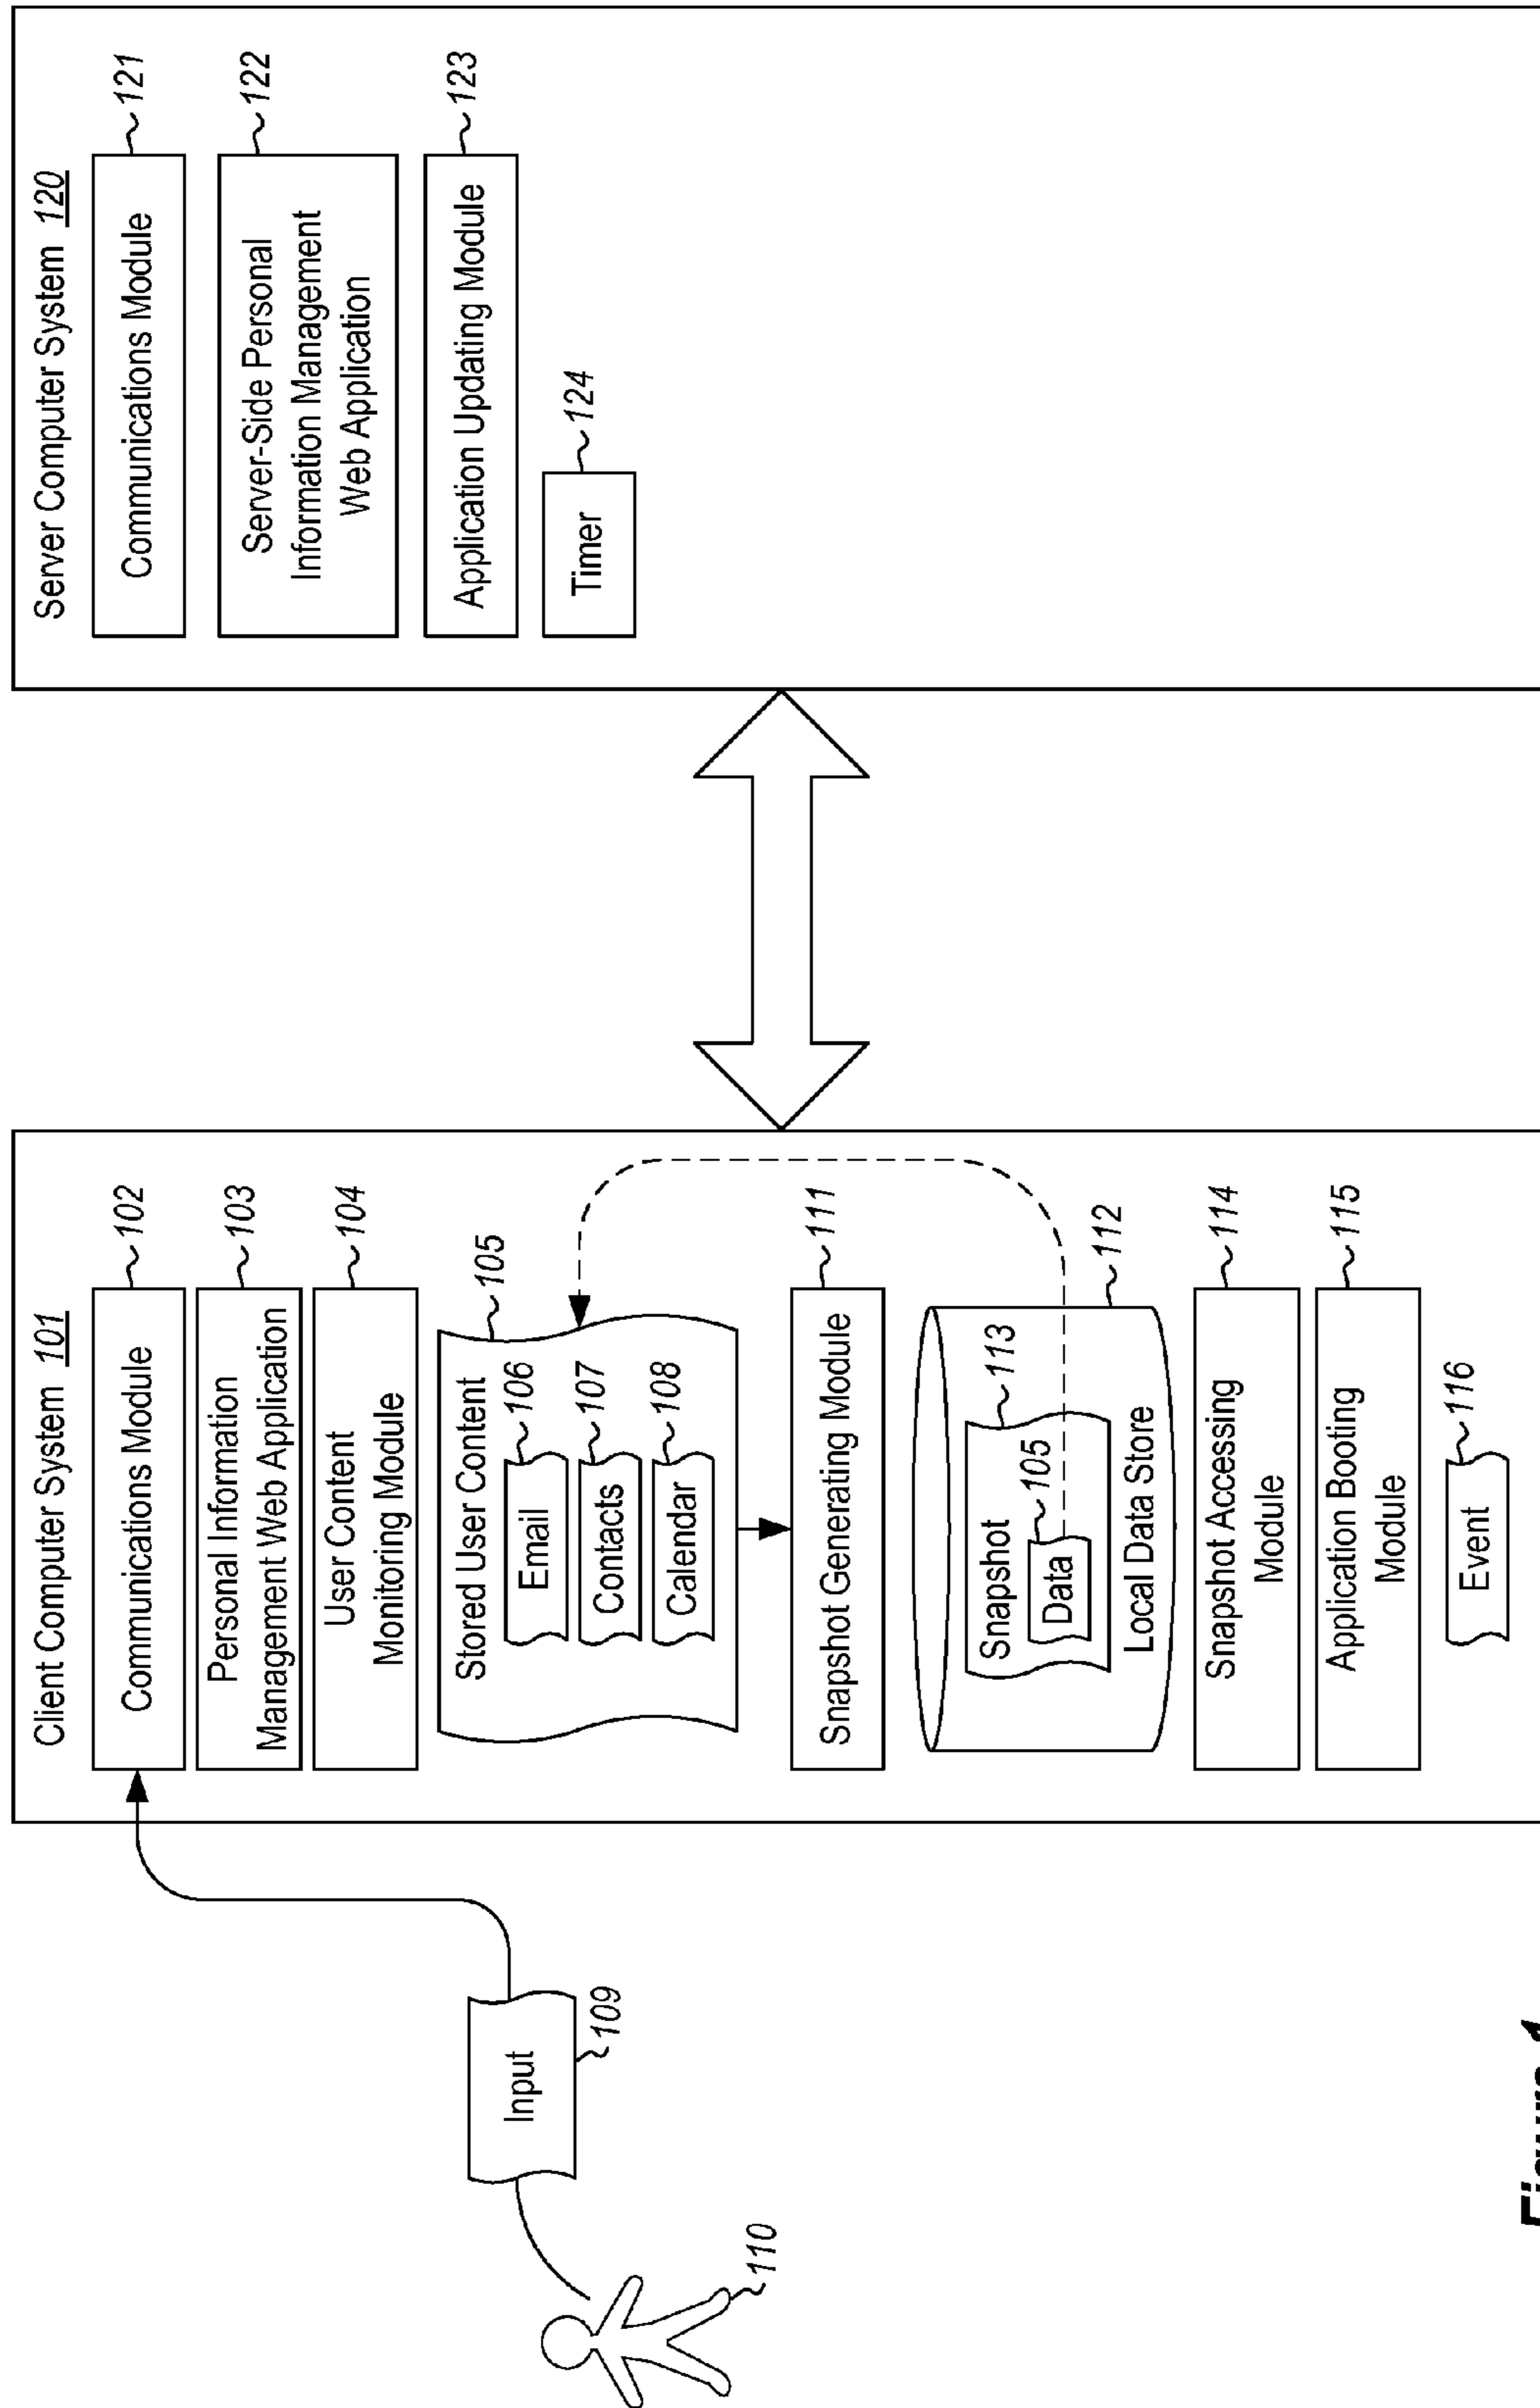 Client Computer System 101
Communications Module
102
Personal Information
Management Web Application
103
User Content
Monitoring Module
104
Stored User Content
105
Email
106
Contacts
107
Calendar
108
Snapshot Generating Module
111
Snapshot
113
Data
105
Local Data Store
112
Snapshot Accessing
Module
114
Application Booting
Module
115
Event
116
Input
109
110
Server Computer System 120
Communications Module
121
Server-Side Personal
Information Management
Web Application
122
Application Updating Module
123
Timer
124
Figure 1